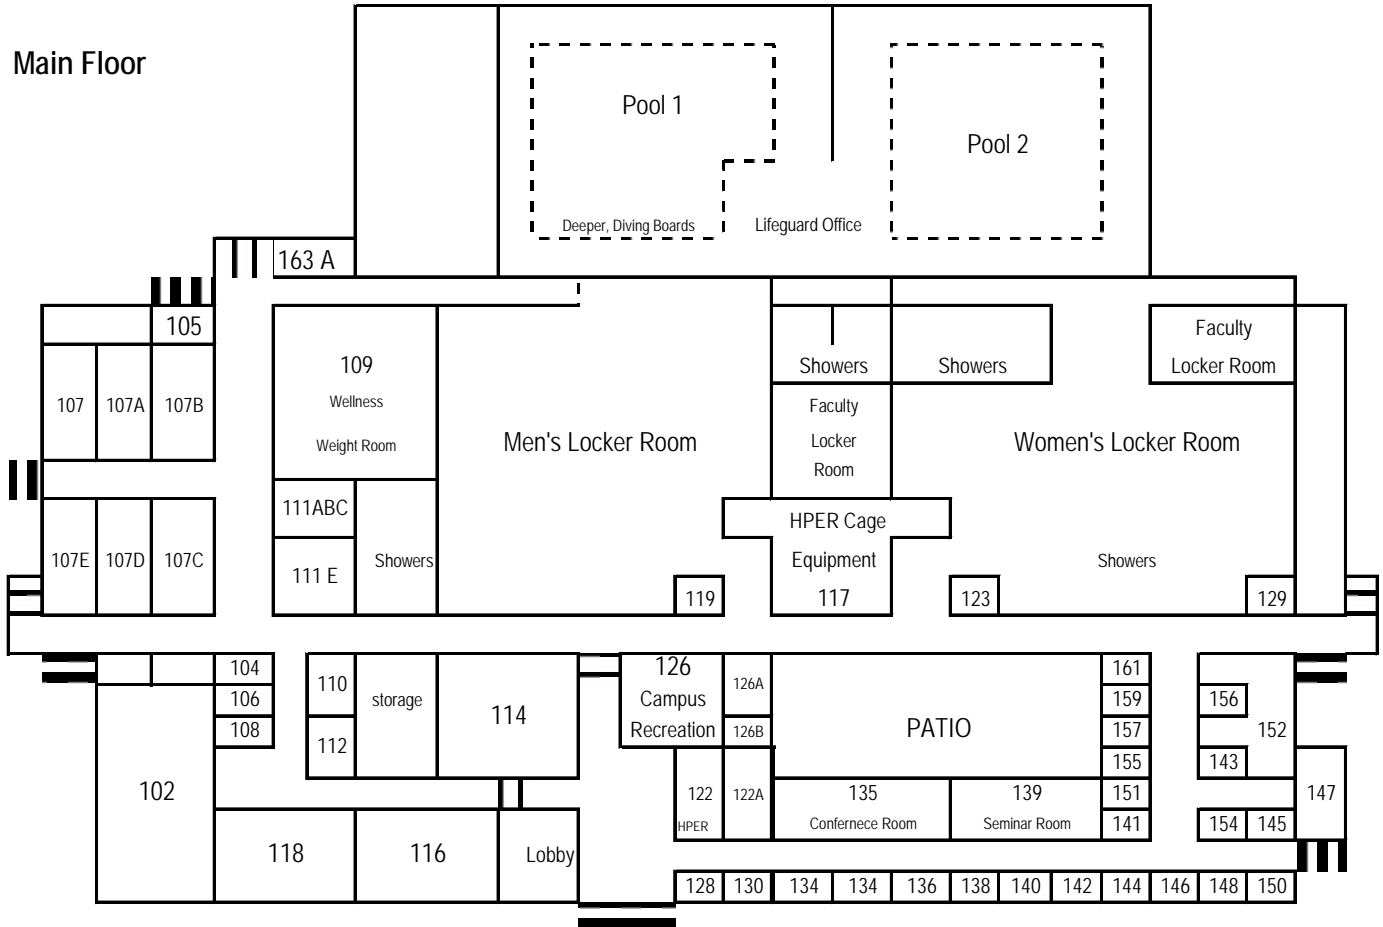 Main Floor
Pool 1
Pool 2
Deeper, Diving Boards
Lifeguard Office
163 A
105
Faculty
Locker Room
109
Wellness
Weight Room
Showers
Showers
107
107A
107B
Faculty
Locker
Room
Men's Locker Room
Women's Locker Room
111ABC
HPER Cage
Equipment
117
107E
107D
107C
111 E
Showers
Showers
119
123
129
104
106
108
110
112
storage
114
126
Campus
Recreation
126A
126B
PATIO
161
159
157
155
151
141
156
152
143
147
154
145
102
122
HPER
122A
135
Confernece Room
139
Seminar Room
118
116
Lobby
128
130
134
134
136
138
140
142
144
146
148
150